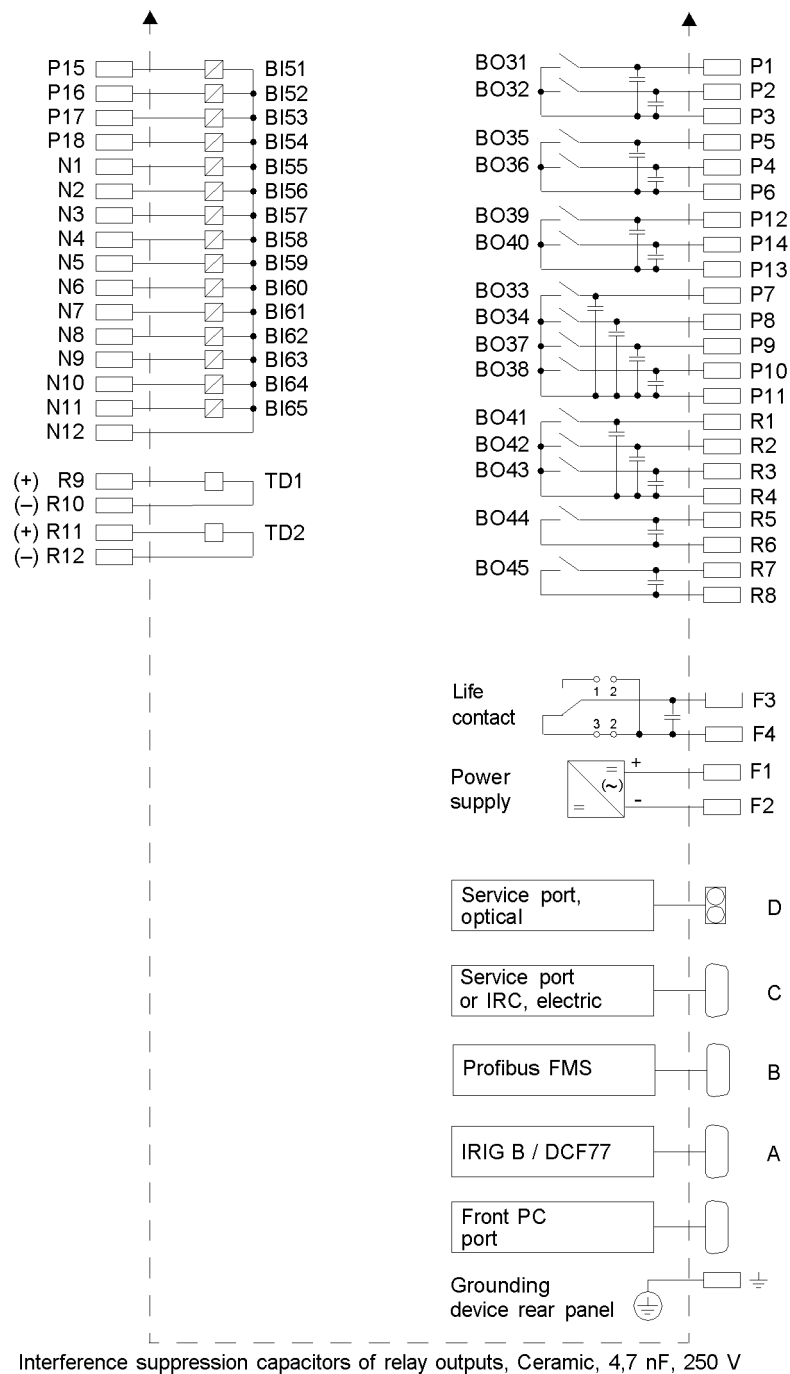 P15 BI51
P16 BI52
P17 BI53
P18 BI54
N1 BI55
N2 BI56
N3 BI57
N4 BI58
N5 BI59
N6 BI60
N7 BI61
N8 BI62
N9 BI63
N10 BI64
N11 BI65
N12
(+) R9 TD1
(–) R10
(+) R11 TD2
(–) R12
BO31 P1
BO32 P2
P3
BO35 P5
BO36 P4
P6
BO39 P12
BO40 P14
P13
BO33 P7
BO34 P8
BO37 P9
BO38 P10
P11
BO41 R1
BO42 R2
BO43 R3
R4
BO44 R5
R6
BO45 R7
R8
Life
contact
1 2
3 2
F3
F4
Power
supply
= (~) =
+ F1
- F2
Service port,
optical
D
Service port
or IRC, electric
C
Profibus FMS
B
IRIG B / DCF77
A
Front PC
port
Grounding
device rear panel
Interference suppression capacitors of relay outputs, Ceramic, 4,7 nF, 250 V